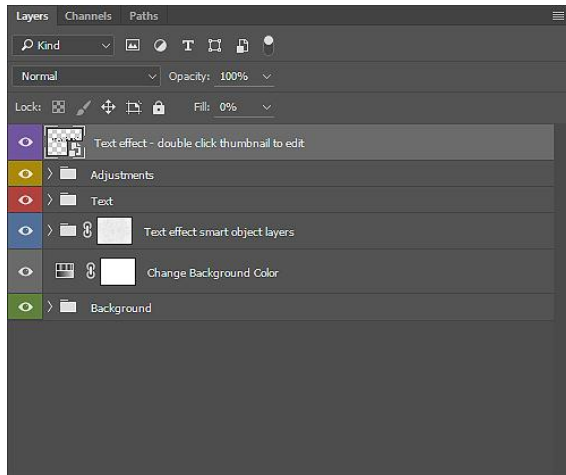 Layers Channels Paths
Kind
Normal Opacity: 100%
Lock: Fill: 0%
Text effect - double click thumbnail to edit
Adjustments
Text
Text effect smart object layers
Change Background Color
Background